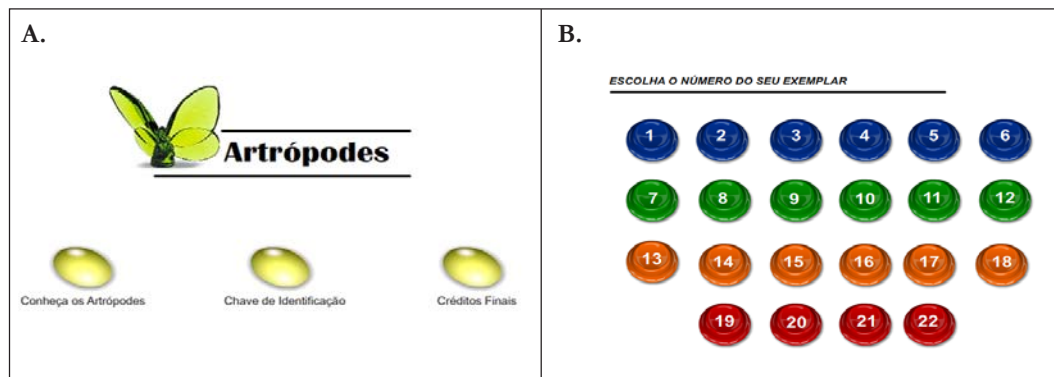 A.
Artrópodes
Conheça os Artrópodes
Chave de Identificação
Créditos Finais
B.
ESCOLHA O NÚMERO DO SEU EXEMPLAR
1 2 3 4 5 6
7 8 9 10 11 12
13 14 15 16 17 18
19 20 21 22